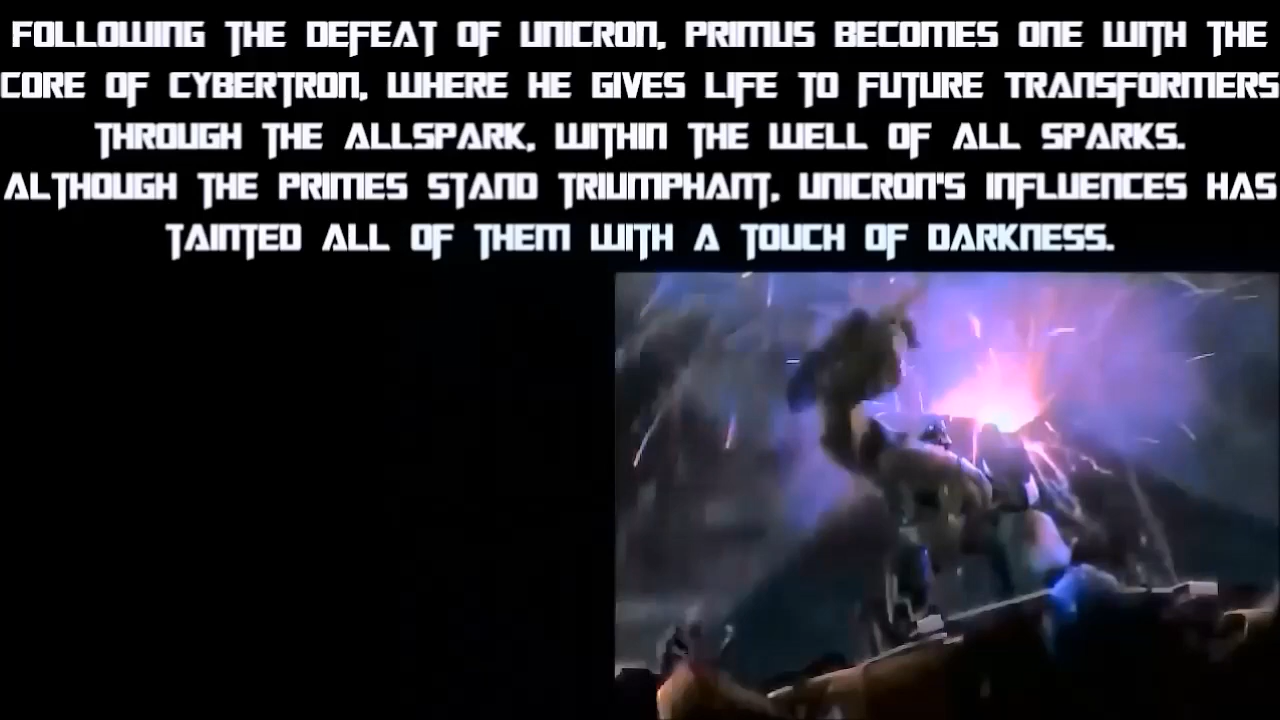 FOLLOWING THE DEFEAT OF UNICRON, PRIMUS BECOMES ONE WITH THE
CORE OF CYBERTRON, WHERE HE GIVES LIFE TO FUTURE TRANSFORMERS
THROUGH THE ALLSPARK, WITHIN THE WELL OF ALL SPARKS.
ALTHOUGH THE PRIMES STAND TRIUMPHANT, UNICRON'S INFLUENCES HAS
TAINTED ALL OF THEM WITH A TOUCH OF DARKNESS.